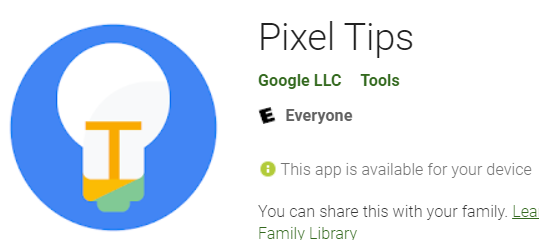 Pixel Tips
Google LLC Tools
E Everyone
This app is available for your device
You can share this with your family. Lea
Family Library